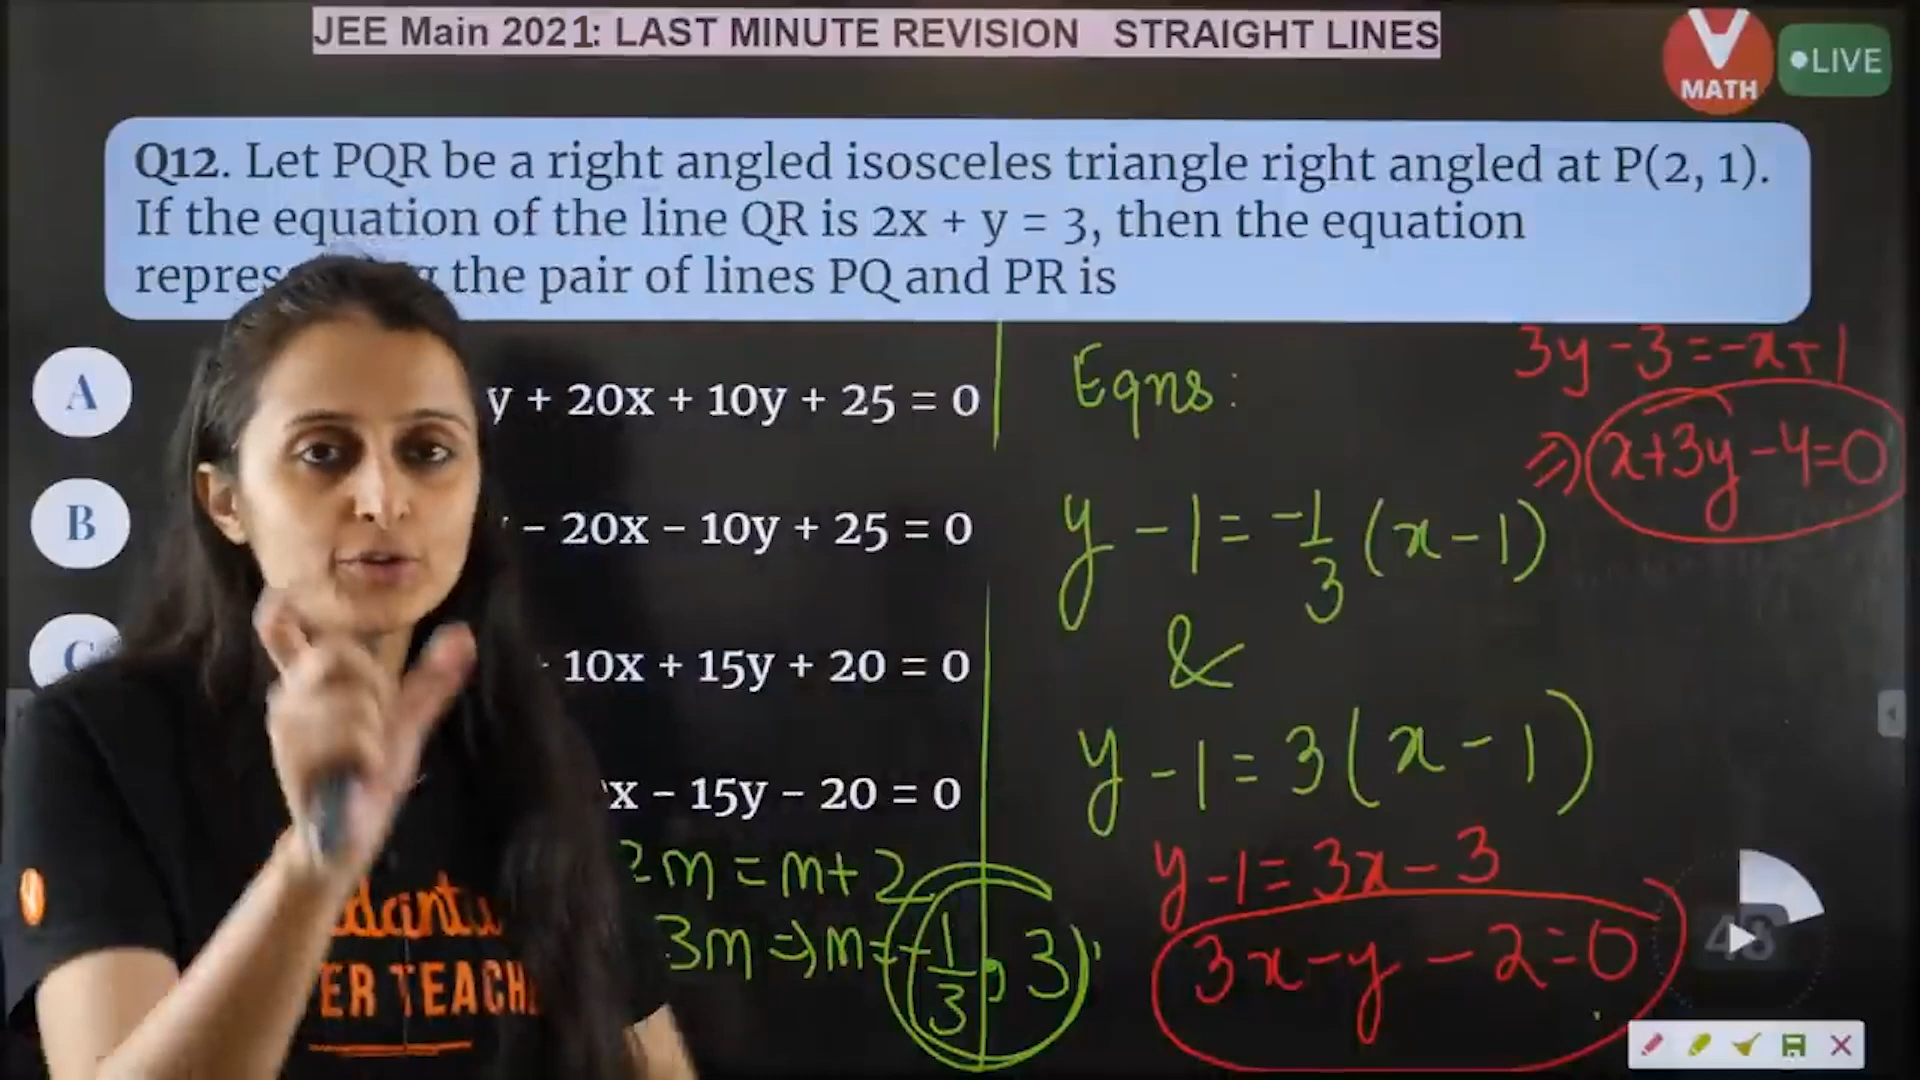 JEE Main 2021: LAST MINUTE REVISION STRAIGHT LINES
MATH
LIVE
Q12. Let PQR be a right angled isosceles triangle right angled at P(2, 1).
If the equation of the line QR is 2x + y = 3, then the equation
the pair of lines PQ and PR is
A
y + 20x + 10y + 25 = 0
B
- 20x - 10y + 25 = 0
C
10x + 15y + 20 = 0
x - 15y - 20 = 0
2m = m+2
3m ⇒ m = -1/3, 3
Eqns:
y - 1 = -1/3 (x - 1)
&
y - 1 = 3(x - 1)
y - 1 = 3x - 3
3x - y - 2 = 0
3y - 3 = -x + 1
⇒ x + 3y - 4 = 0
48
ER TEACH